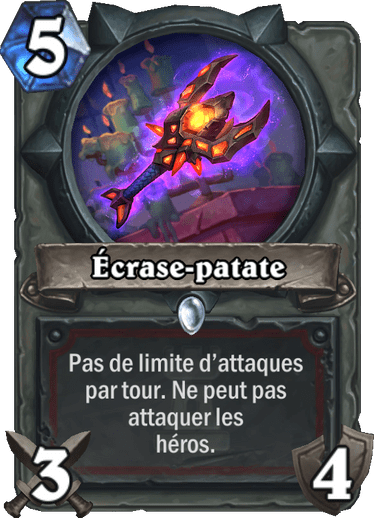 5
Écrase-patate
Pas de limite d’attaques
par tour. Ne peut pas
attaquer les
héros.
3
4